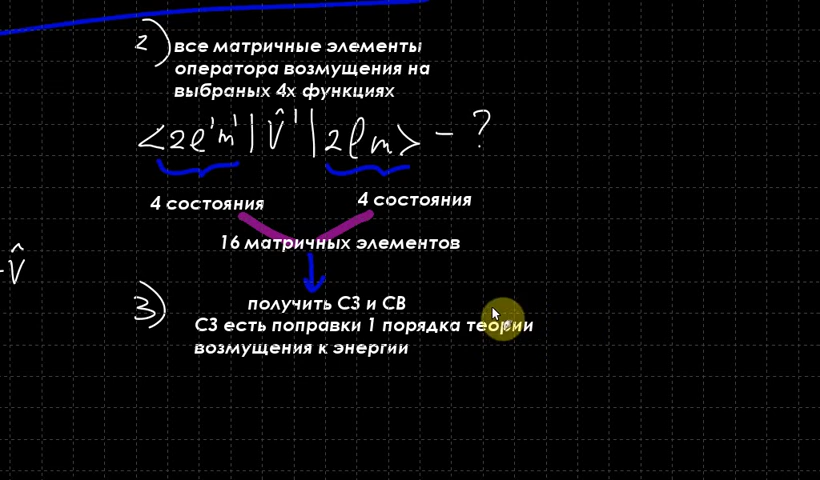 2) все матричные элементы
оператора возмущения на
выбраных 4х функциях
<2l'm'|V̂'|2lm> - ?
4 состояния 4 состояния
16 матричных элементов
-V̂
3) получить СЗ и СВ
СЗ есть поправки 1 порядка теории
возмущения к энергии